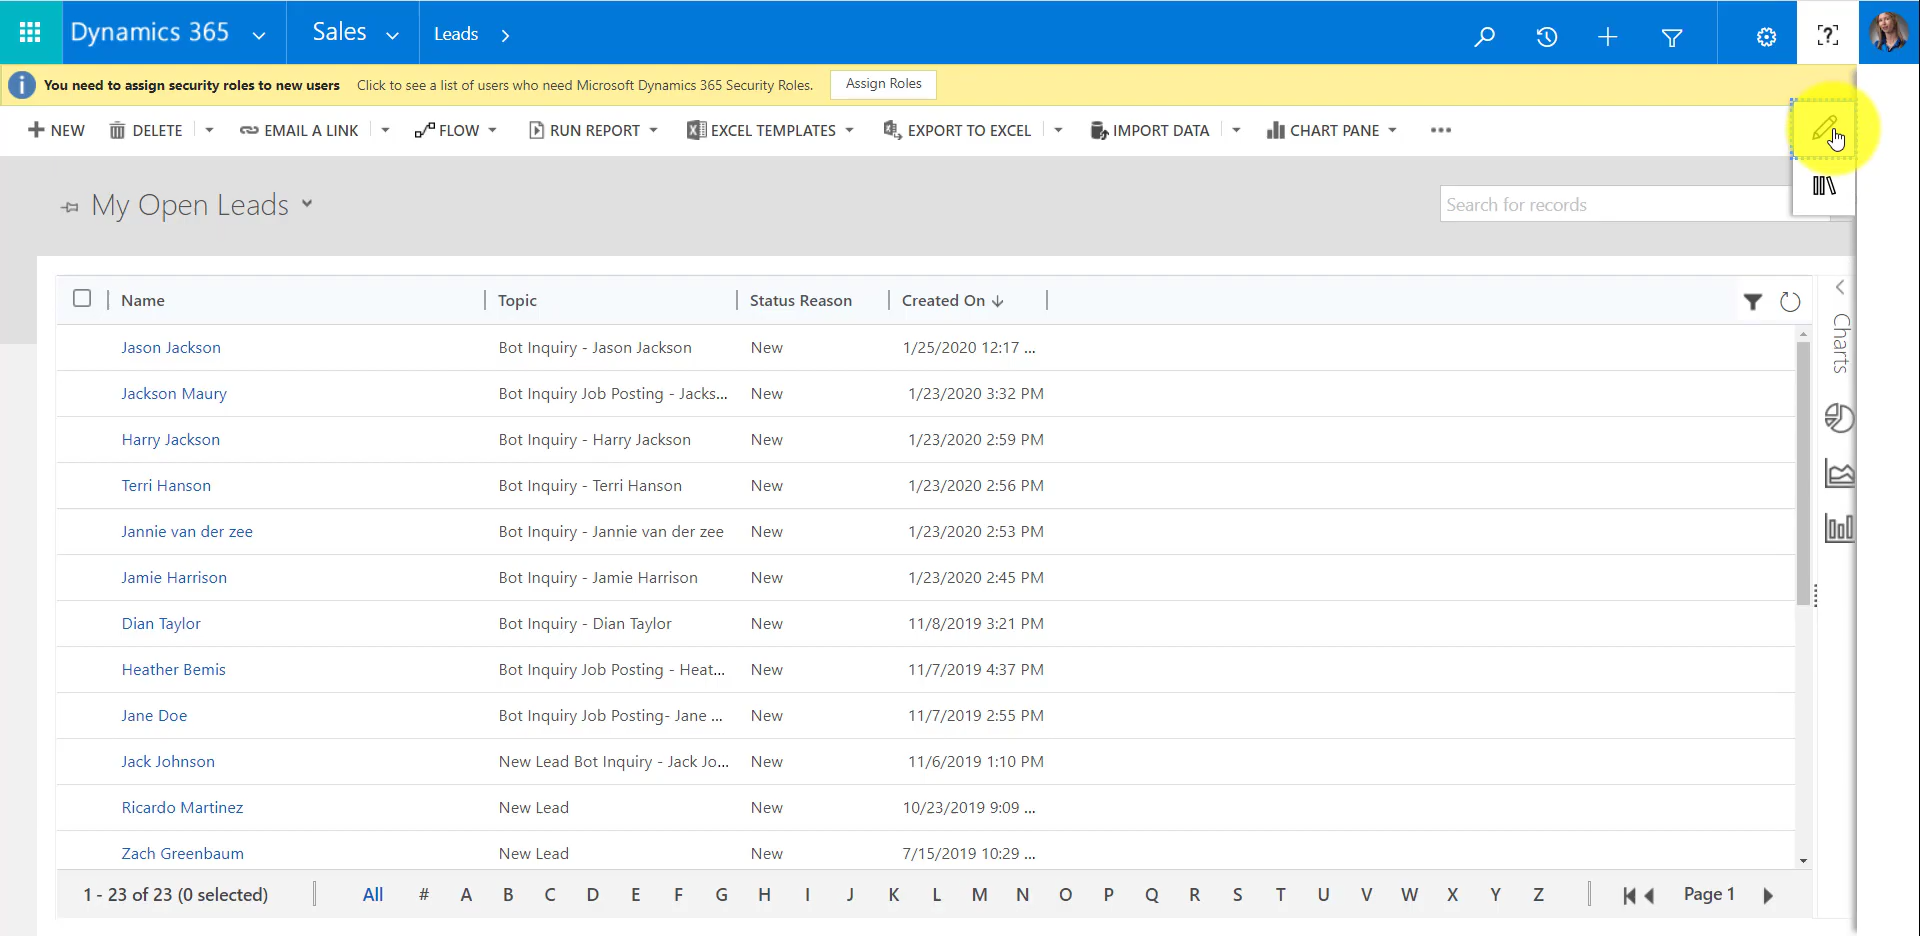 Dynamics 365 Sales Leads
You need to assign security roles to new users Click to see a list of users who need Microsoft Dynamics 365 Security Roles. Assign Roles
NEW DELETE EMAIL A LINK FLOW RUN REPORT EXCEL TEMPLATES EXPORT TO EXCEL IMPORT DATA CHART PANE
My Open Leads
Search for records
Name Topic Status Reason Created On
Jason Jackson Bot Inquiry - Jason Jackson New 1/25/2020 12:17 ...
Jackson Maury Bot Inquiry Job Posting - Jacks... New 1/23/2020 3:32 PM
Harry Jackson Bot Inquiry - Harry Jackson New 1/23/2020 2:59 PM
Terri Hanson Bot Inquiry - Terri Hanson New 1/23/2020 2:56 PM
Jannie van der zee Bot Inquiry - Jannie van der zee New 1/23/2020 2:53 PM
Jamie Harrison Bot Inquiry - Jamie Harrison New 1/23/2020 2:45 PM
Dian Taylor Bot Inquiry - Dian Taylor New 11/8/2019 3:21 PM
Heather Bemis Bot Inquiry Job Posting - Heat... New 11/7/2019 4:37 PM
Jane Doe Bot Inquiry Job Posting- Jane ... New 11/7/2019 2:55 PM
Jack Johnson New Lead Bot Inquiry - Jack Jo... New 11/6/2019 1:10 PM
Ricardo Martinez New Lead New 10/23/2019 9:09 ...
Zach Greenbaum New Lead New 7/15/2019 10:29 ...
Charts
1 - 23 of 23 (0 selected) All # A B C D E F G H I J K L M N O P Q R S T U V W X Y Z Page 1